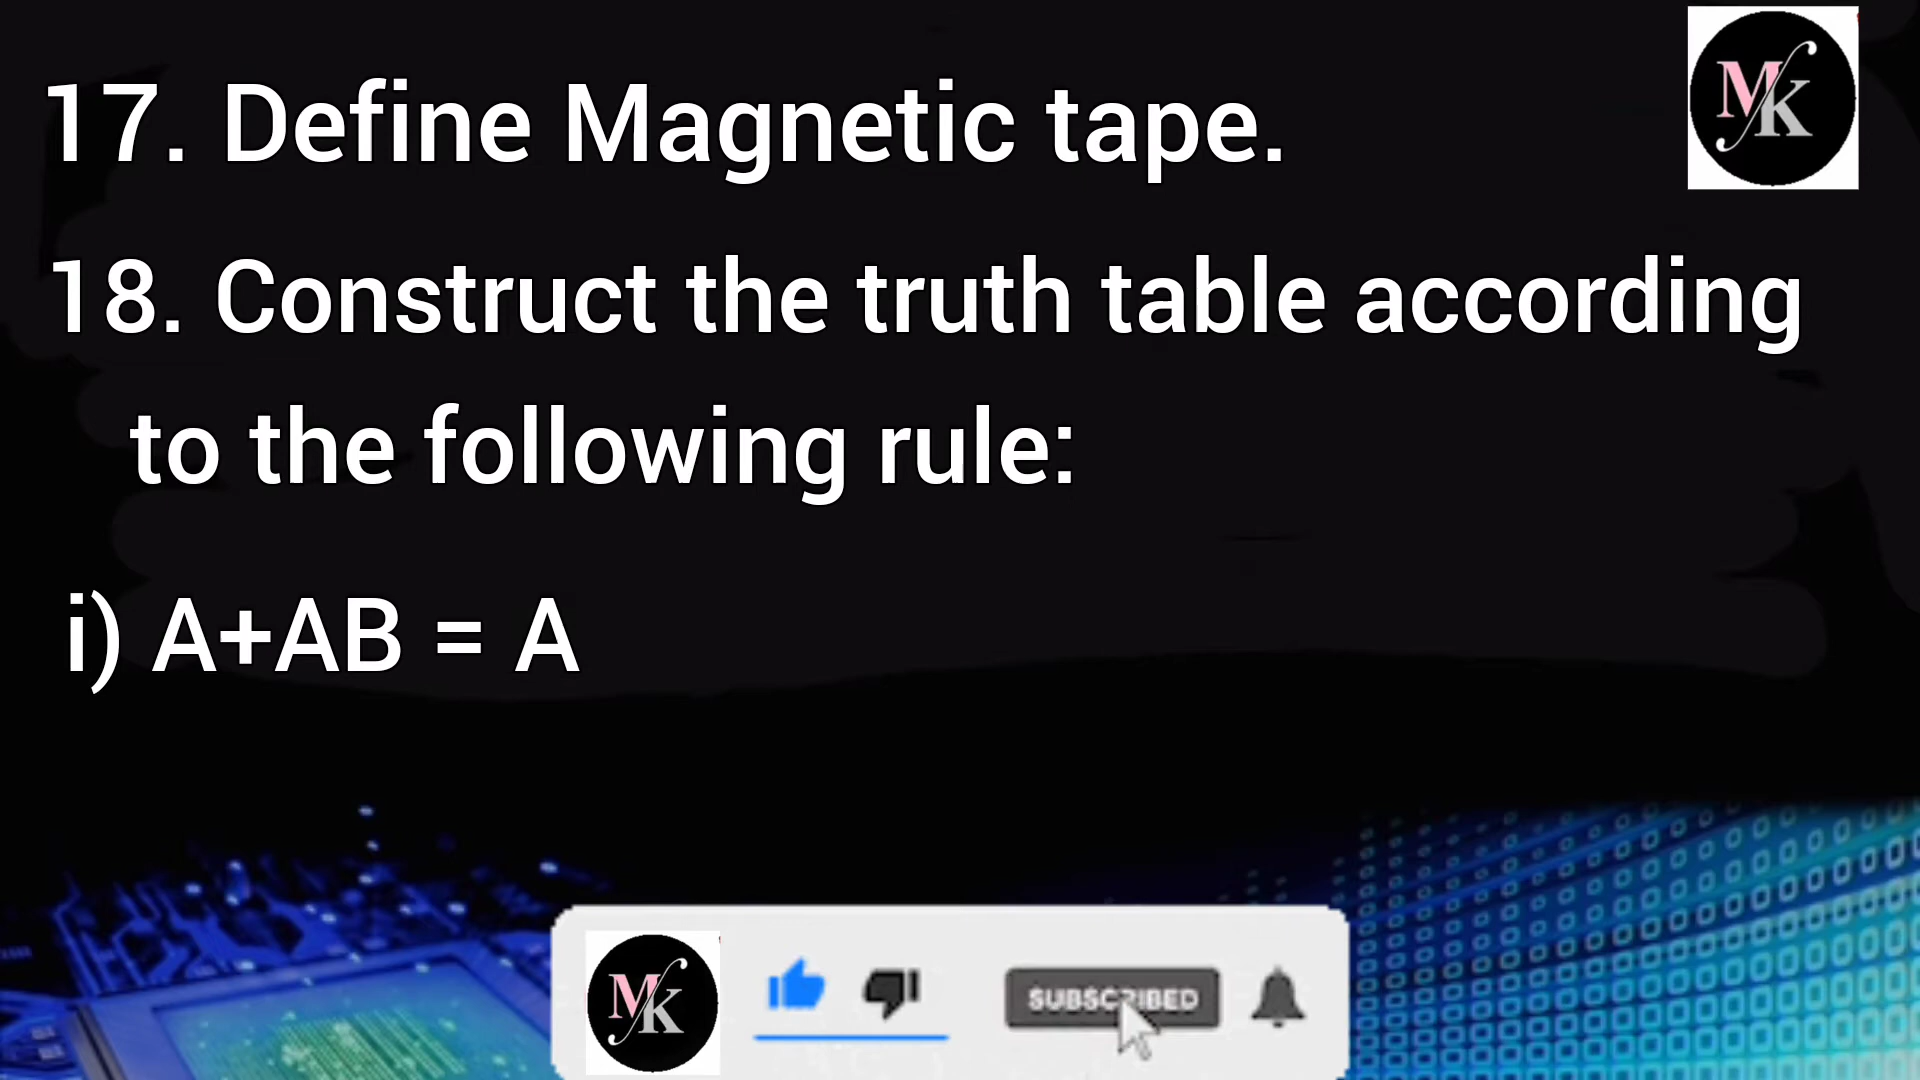 17. Define Magnetic tape.
MK
18. Construct the truth table according
to the following rule:
i) A+AB = A
MK
SUBSCRIBED